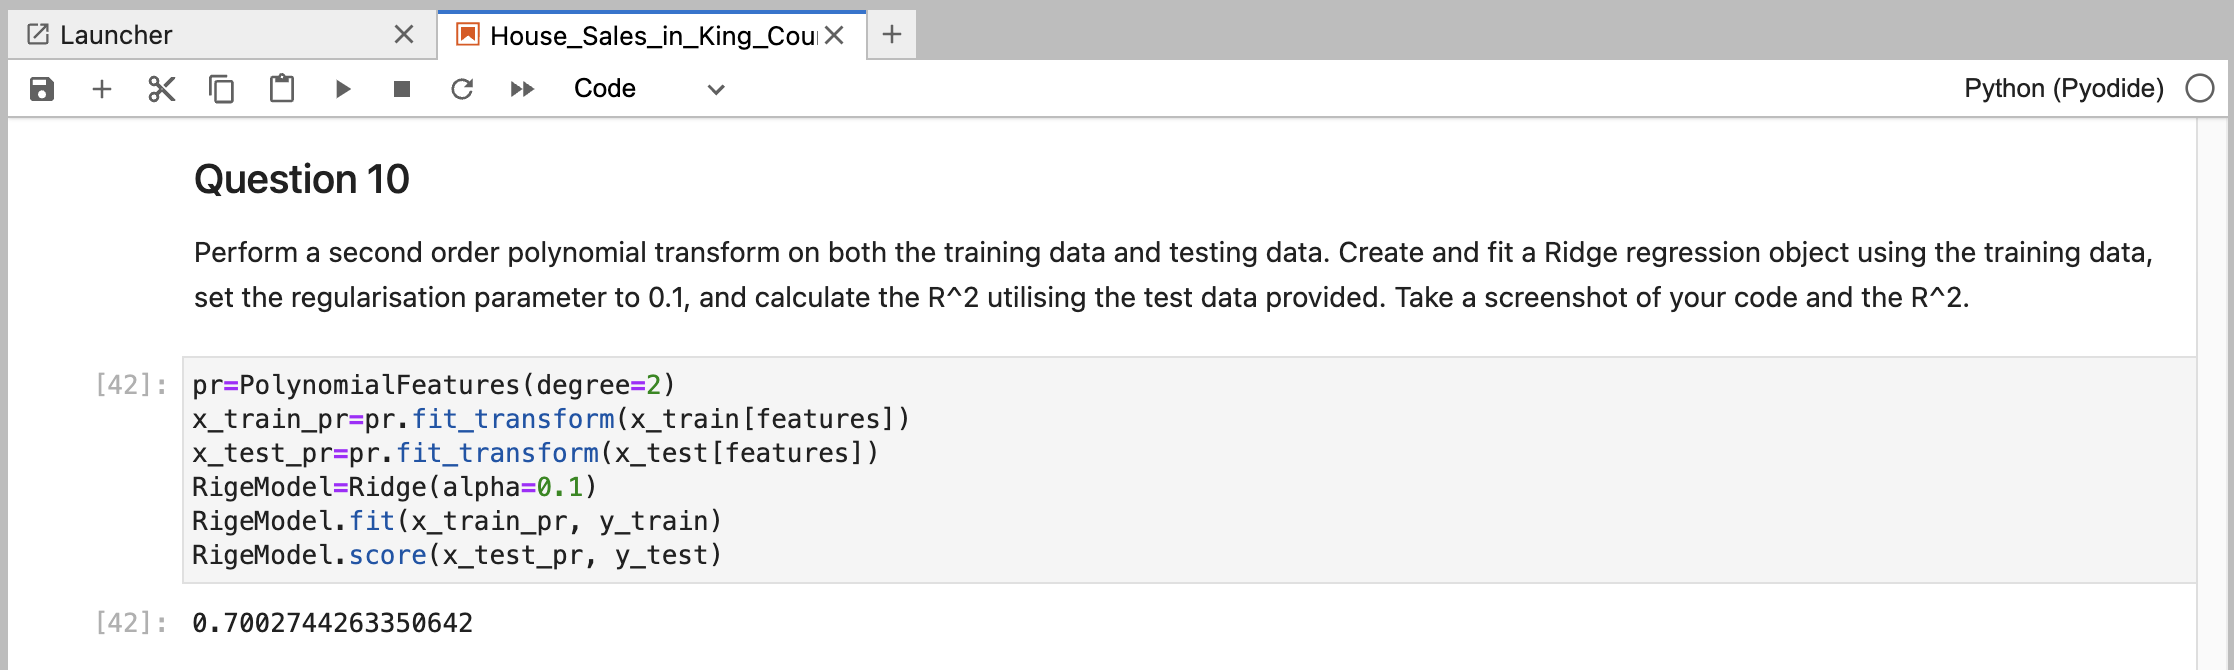 Launcher
House_Sales_in_King_Cou
Code
Python (Pyodide)
Question 10
Perform a second order polynomial transform on both the training data and testing data. Create and fit a Ridge regression object using the training data,
set the regularisation parameter to 0.1, and calculate the R^2 utilising the test data provided. Take a screenshot of your code and the R^2.
[42]: pr=PolynomialFeatures(degree=2)
x_train_pr=pr.fit_transform(x_train[features])
x_test_pr=pr.fit_transform(x_test[features])
RigeModel=Ridge(alpha=0.1)
RigeModel.fit(x_train_pr, y_train)
RigeModel.score(x_test_pr, y_test)
[42]: 0.7002744263350642